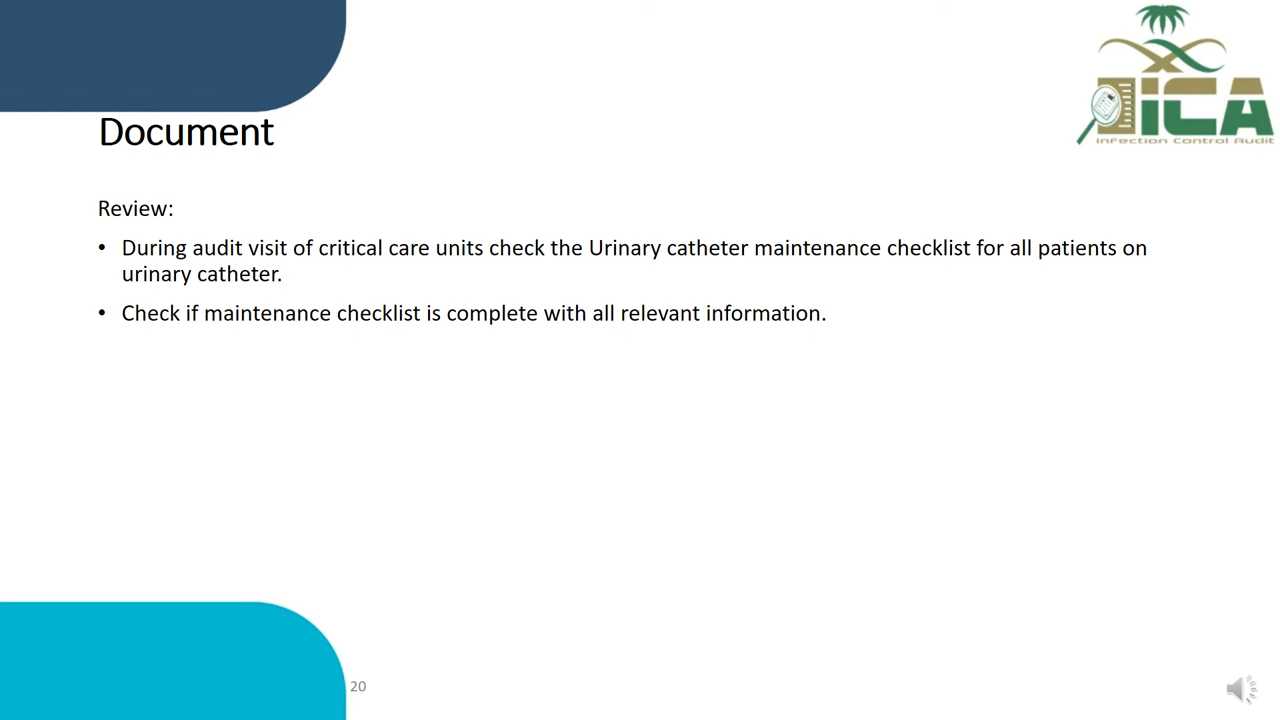 iCA
InFection Control Audit
Document
Review:
• During audit visit of critical care units check the Urinary catheter maintenance checklist for all patients on
urinary catheter.
• Check if maintenance checklist is complete with all relevant information.
20